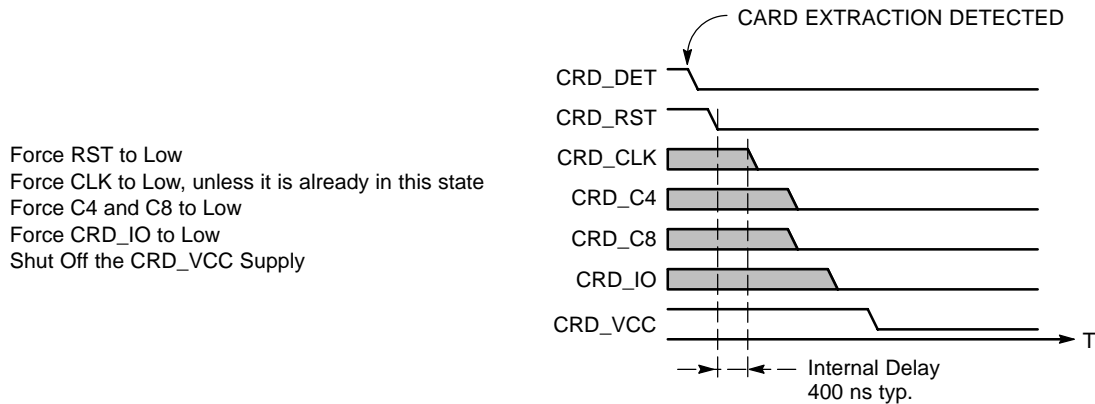 CARD EXTRACTION DETECTED
CRD_DET
CRD_RST
Force RST to Low
Force CLK to Low, unless it is already in this state
Force C4 and C8 to Low
Force CRD_IO to Low
Shut Off the CRD_VCC Supply
CRD_CLK
CRD_C4
CRD_C8
CRD_IO
CRD_VCC
T
Internal Delay
400 ns typ.